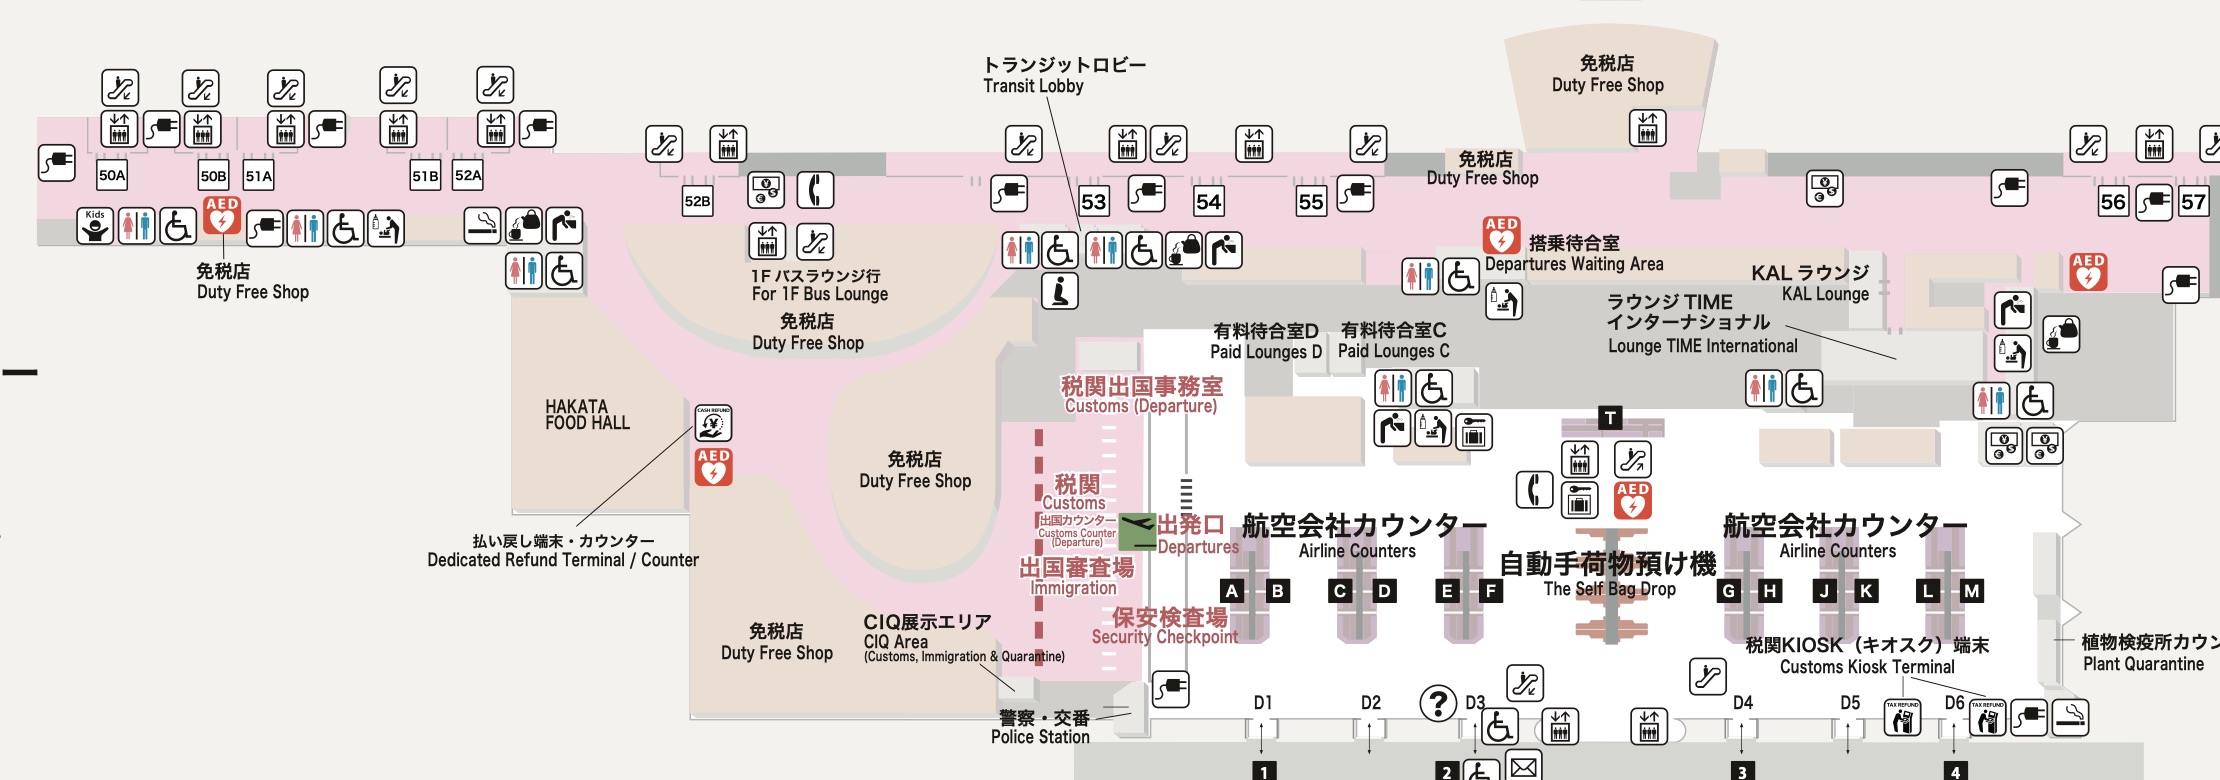 トランジットロビー
Transit Lobby
免税店
Duty Free Shop
50A
50B
51A
51B
52A
52B
53
54
55
56
57
免税店
Duty Free Shop
Kids
AED
免税店
Duty Free Shop
1F バスラウンジ行
For 1F Bus Lounge
免税店
Duty Free Shop
AED
搭乗待合室
Departures Waiting Area
KAL ラウンジ
KAL Lounge
AED
ラウンジ TIME
インターナショナル
Lounge TIME International
有料待合室D
Paid Lounges D
有料待合室C
Paid Lounges C
税関出国事務室
Customs (Departure)
HAKATA
FOOD HALL
CASH REFUND
AED
払い戻し端末・カウンター
Dedicated Refund Terminal / Counter
免税店
Duty Free Shop
税関
Customs
出国カウンター
Customs Counter
(Departure)
出発口
Departures
出国審査場
Immigration
保安検査場
Security Checkpoint
免税店
Duty Free Shop
CIQ展示エリア
CIQ Area
(Customs, Immigration & Quarantine)
警察・交番
Police Station
T
AED
航空会社カウンター
Airline Counters
A
B
C
D
E
F
自動手荷物預け機
The Self Bag Drop
航空会社カウンター
Airline Counters
G
H
J
K
L
M
税関KIOSK（キオスク）端末
Customs Kiosk Terminal
植物検疫所カウン
Plant Quarantine
D1
D2
?
D3
D4
D5
TAX REFUND
D6
TAX REFUND
1
2
3
4